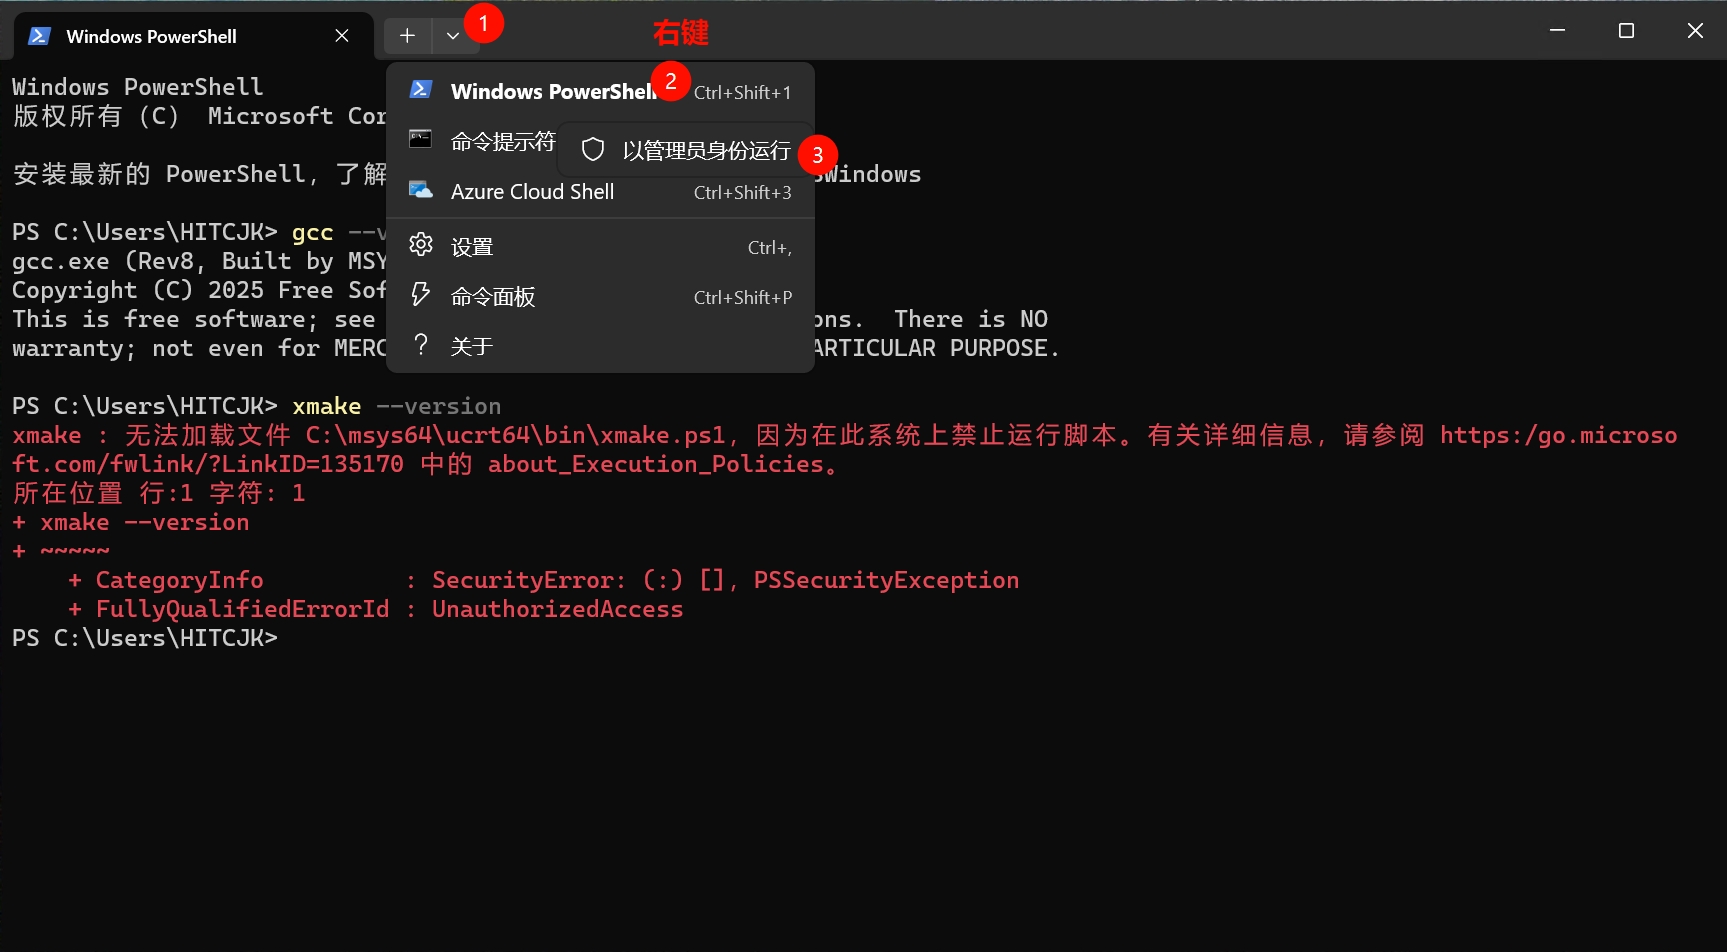 Windows PowerShell
1
右键
Windows PowerShell
2
Ctrl+Shift+1
命令提示符
以管理员身份运行
3
Azure Cloud Shell
Ctrl+Shift+3
设置
Ctrl+,
命令面板
Ctrl+Shift+P
关于
Windows PowerShell
版权所有 (C) Microsoft Cor
安装最新的 PowerShell，了解 Windows
PS C:\Users\HITCJK> gcc --v
gcc.exe (Rev8, Built by MSY
Copyright (C) 2025 Free Sof
This is free software; see ons.  There is NO
warranty; not even for MERC ARTICULAR PURPOSE.
PS C:\Users\HITCJK> xmake --version
xmake : 无法加载文件 C:\msys64\ucrt64\bin\xmake.ps1，因为在此系统上禁止运行脚本。有关详细信息，请参阅 https:/go.microso
ft.com/fwlink/?LinkID=135170 中的 about_Execution_Policies。
所在位置 行:1 字符: 1
+ xmake --version
+ ~~~~~
    + CategoryInfo          : SecurityError: (:) [], PSSecurityException
    + FullyQualifiedErrorId : UnauthorizedAccess
PS C:\Users\HITCJK>